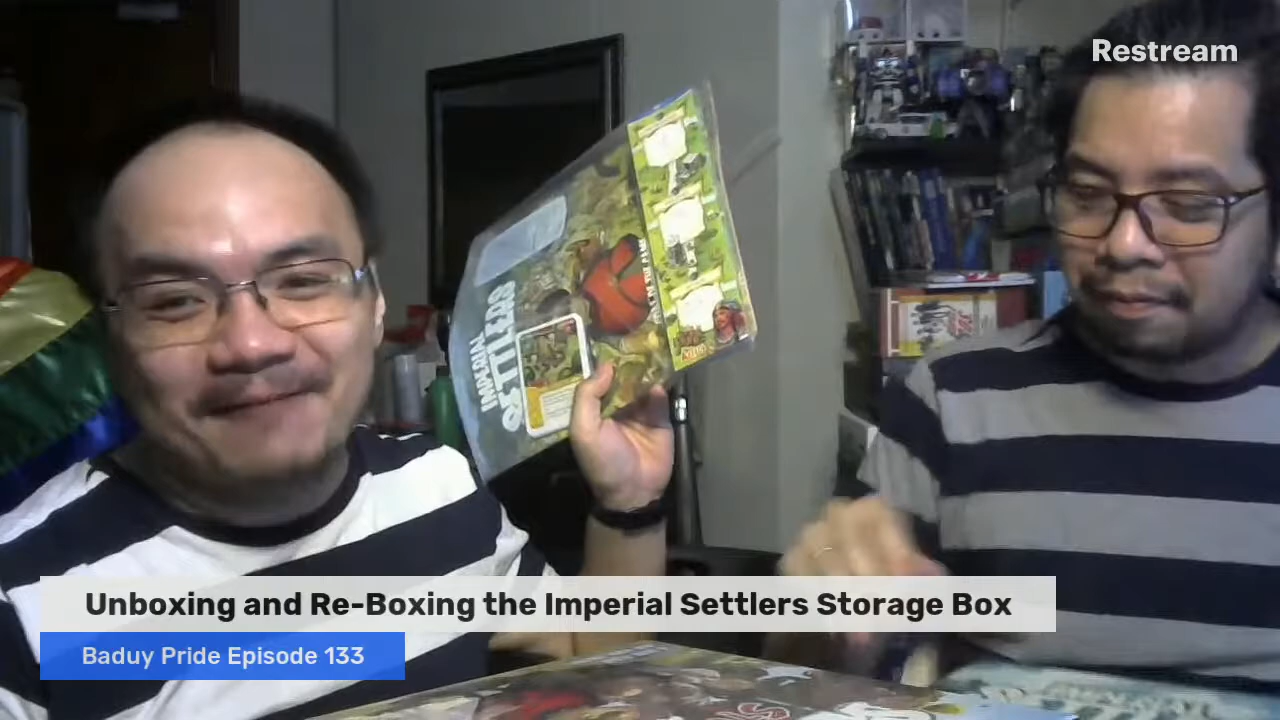 Restream
IMPERIAL
SETTLERS
Unboxing and Re-Boxing the Imperial Settlers Storage Box
Baduy Pride Episode 133